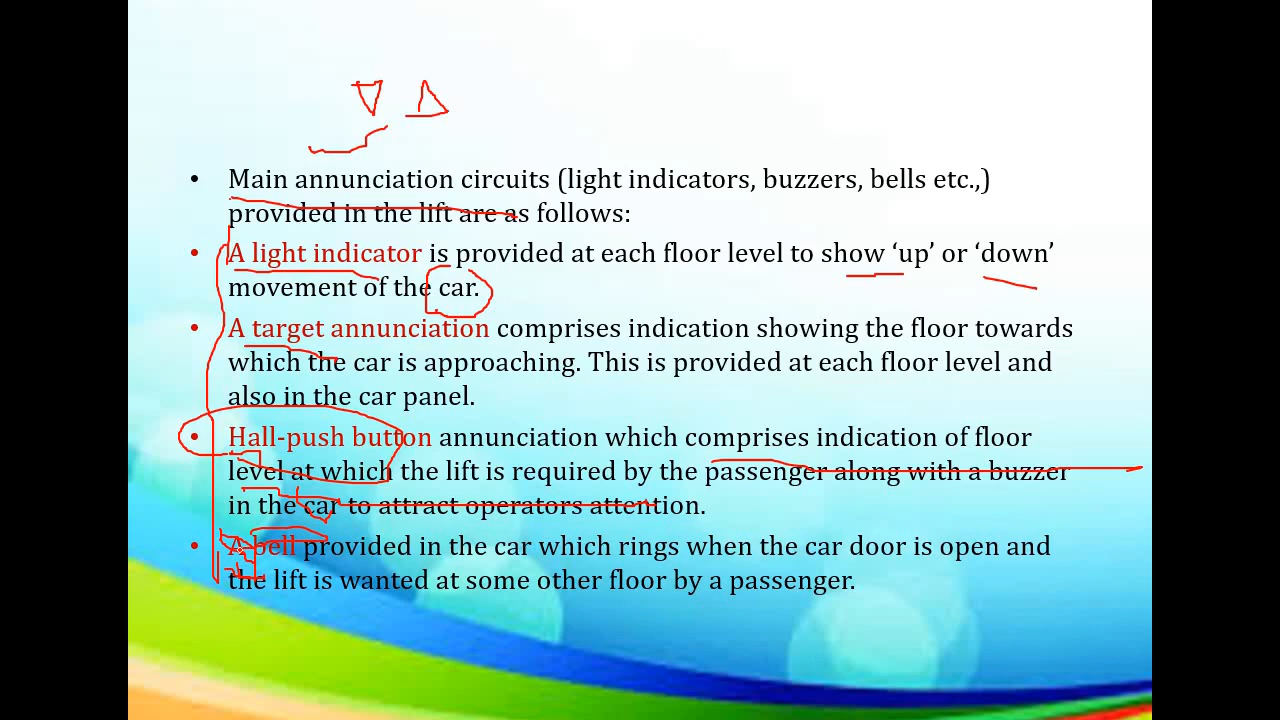 • Main annunciation circuits (light indicators, buzzers, bells etc.,)
provided in the lift are as follows:
• A light indicator is provided at each floor level to show ‘up’ or ‘down’
movement of the car.
• A target annunciation comprises indication showing the floor towards
which the car is approaching. This is provided at each floor level and
also in the car panel.
• Hall-push button annunciation which comprises indication of floor
level at which the lift is required by the passenger along with a buzzer
in the car to attract operators attention.
• A bell provided in the car which rings when the car door is open and
the lift is wanted at some other floor by a passenger.